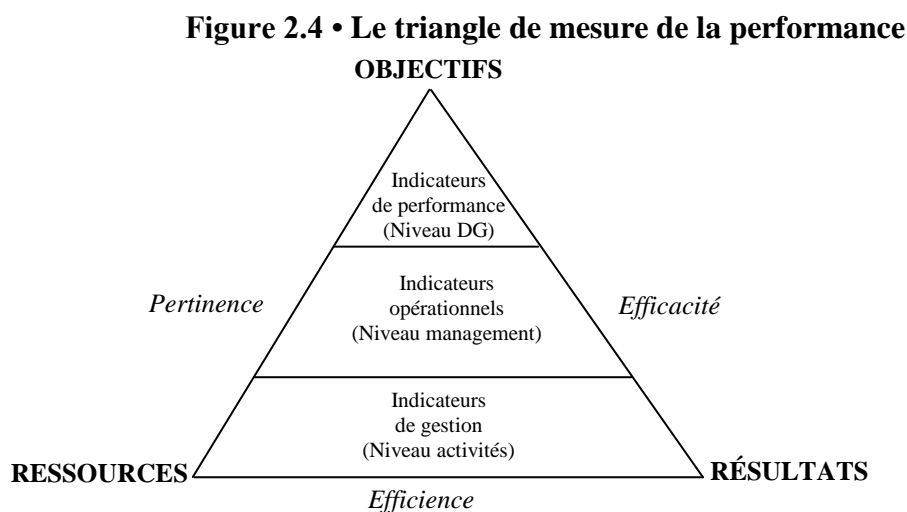 Figure 2.4 • Le triangle de mesure de la performance
OBJECTIFS
Indicateurs
de performance
(Niveau DG)
Indicateurs
opérationnels
(Niveau management)
Pertinence
Efficacité
Indicateurs
de gestion
(Niveau activités)
RESSOURCES
RÉSULTATS
Efficience